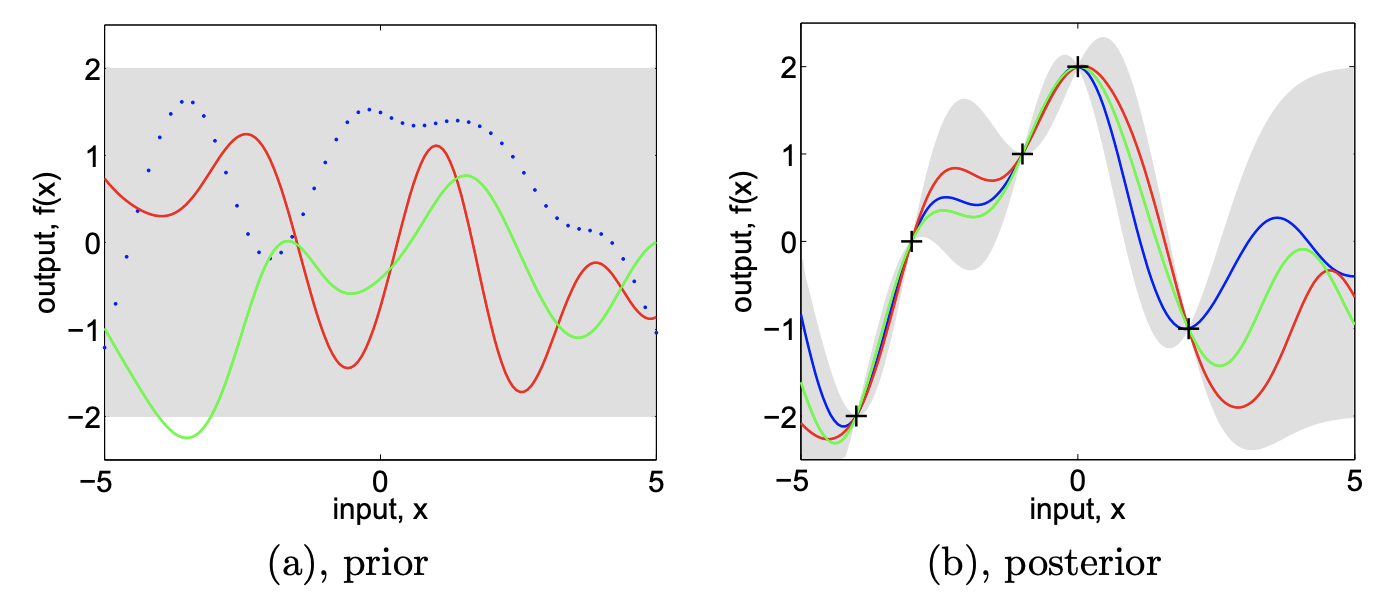 2
1
0
−1
−2
output, f(x)
−5
0
5
input, x
(a), prior
2
1
0
−1
−2
output, f(x)
−5
0
5
input, x
(b), posterior